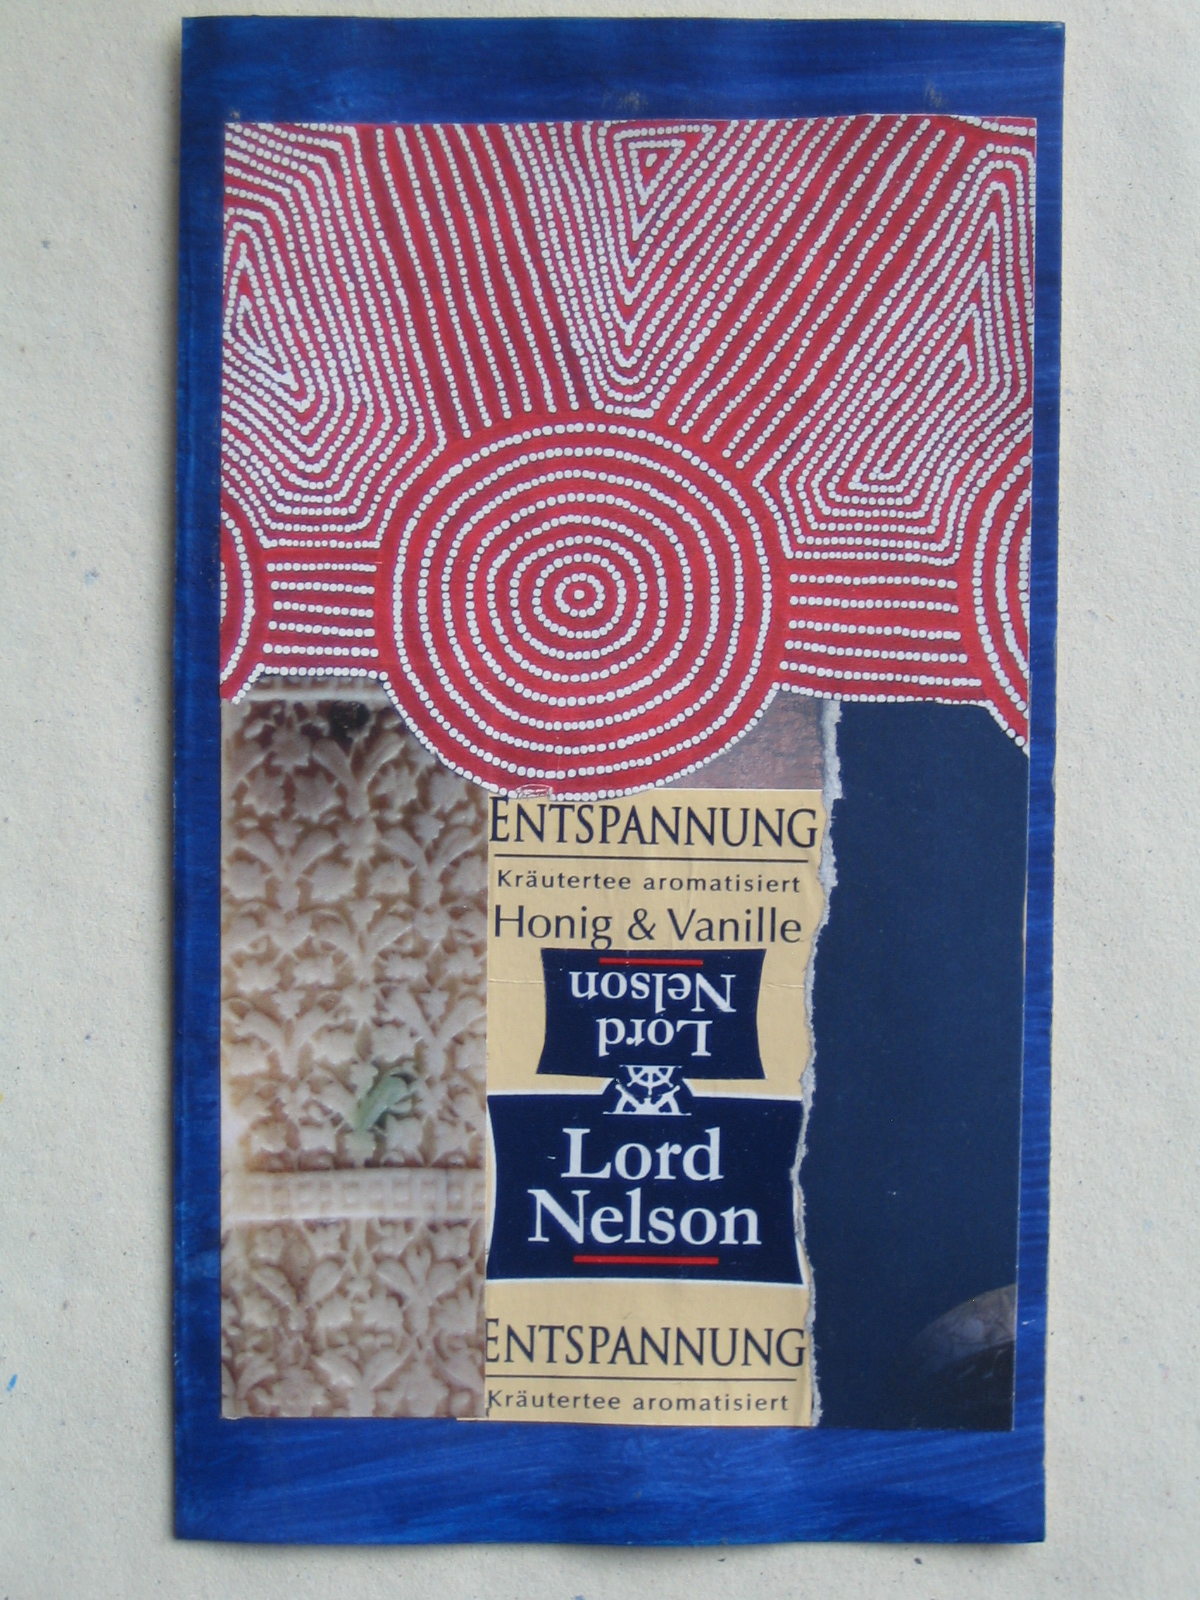 ENTSPANNUNG
Kräutertee aromatisiert
Honig & Vanille
Lord
Nelson
Lord
Nelson
ENTSPANNUNG
Kräutertee aromatisiert